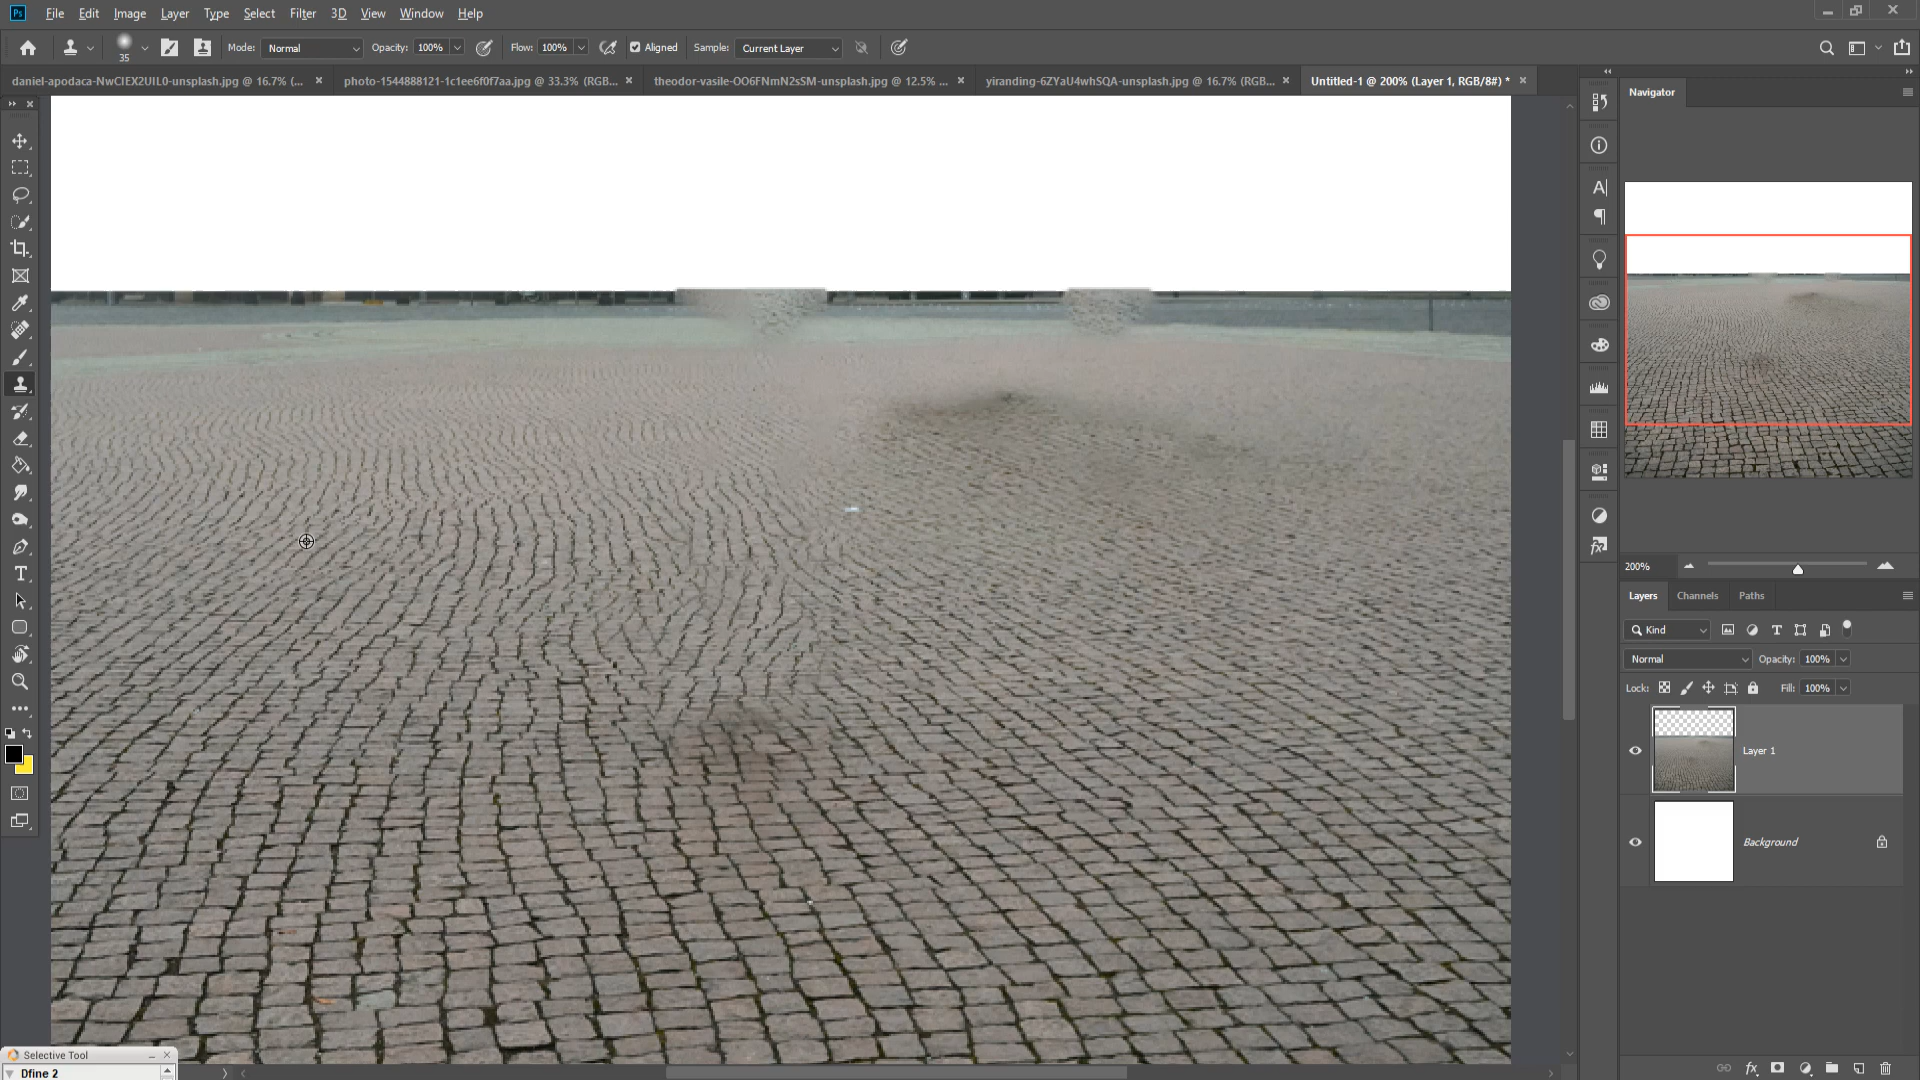 Ps File Edit Image Layer Type Select Filter 3D View Window Help
35 Mode: Normal Opacity: 100% Flow: 100% Aligned Sample: Current Layer
daniel-apodaca-NwCIEX2UIL0-unsplash.jpg @ 16.7% (... photo-1544888121-1c1ee6f0f7aa.jpg @ 33.3% (RGB... theodor-vasile-OO6FNmN2sSM-unsplash.jpg @ 12.5% ... yiranding-6ZYaU4whSQA-unsplash.jpg @ 16.7% (RGB... Untitled-1 @ 200% (Layer 1, RGB/8#) *
Navigator
200%
Layers Channels Paths
Kind
Normal Opacity: 100%
Lock: Fill: 100%
Layer 1
Background
Selective Tool
Dfine 2